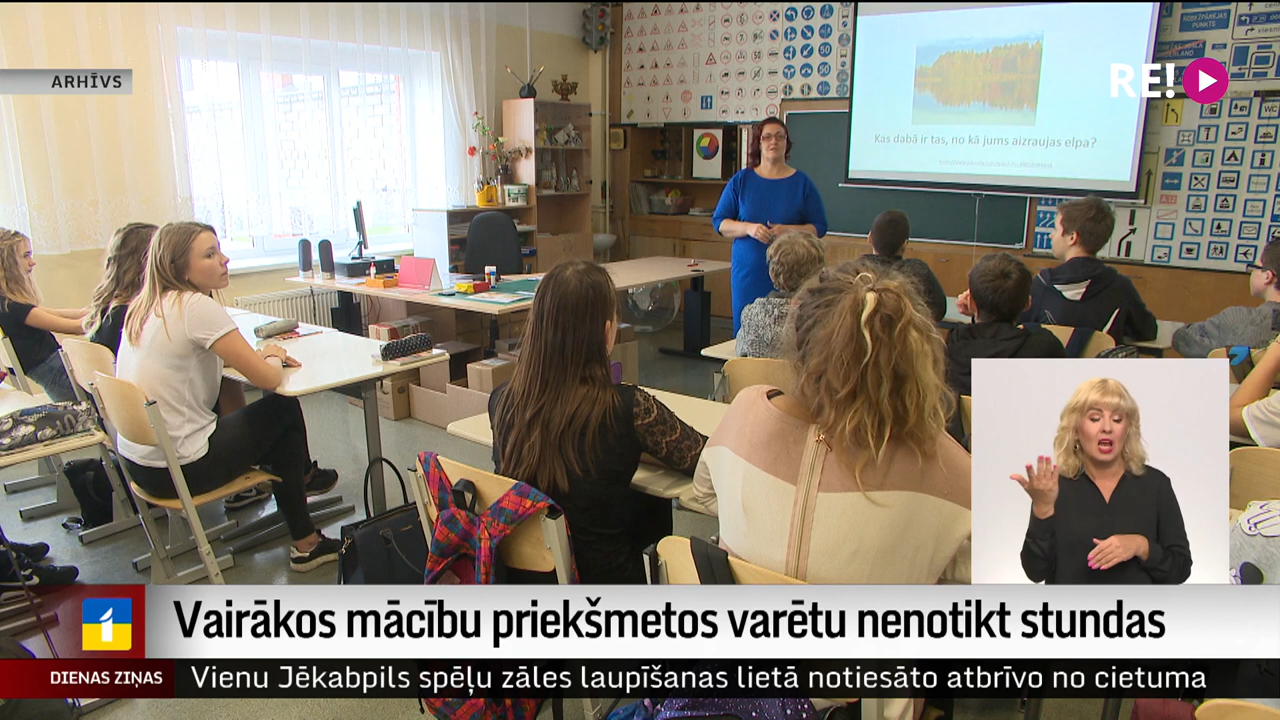 ARHĪVS
RE!
Kas dabā ir tas, no kā jums aizraujas elpa?
1
Vairākos mācību priekšmetos varētu nenotikt stundas
DIENAS ZIŅAS
Vienu Jēkabpils spēļu zāles laupīšanas lietā notiesāto atbrīvo no cietuma